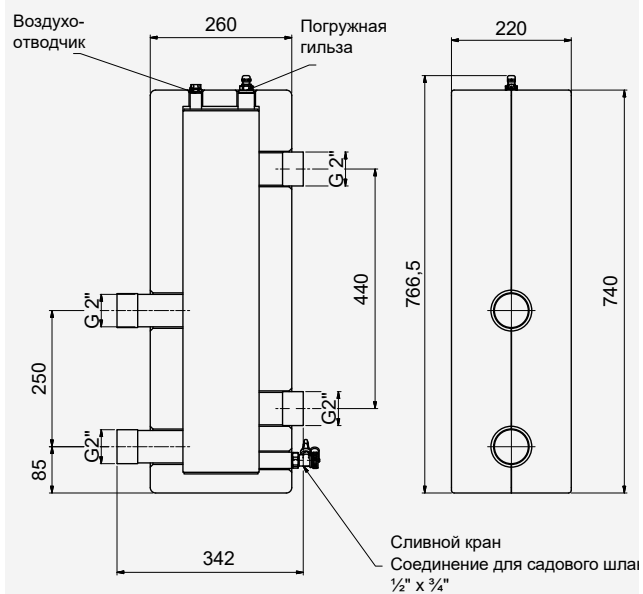 Воздухо-
отводчик
260
Погружная
гильза
220
G 2"
440
766,5
740
G 2"
250
G2"
G2"
85
342
Сливной кран
Соединение для садового шлан
½" x ¾"